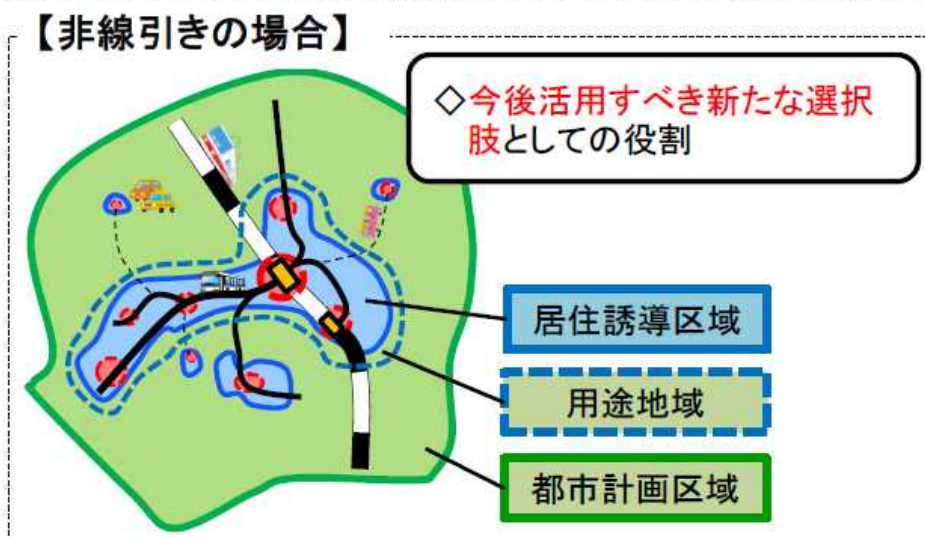 【非線引きの場合】
◇今後活用すべき新たな選択
肢としての役割
居住誘導区域
用途地域
都市計画区域